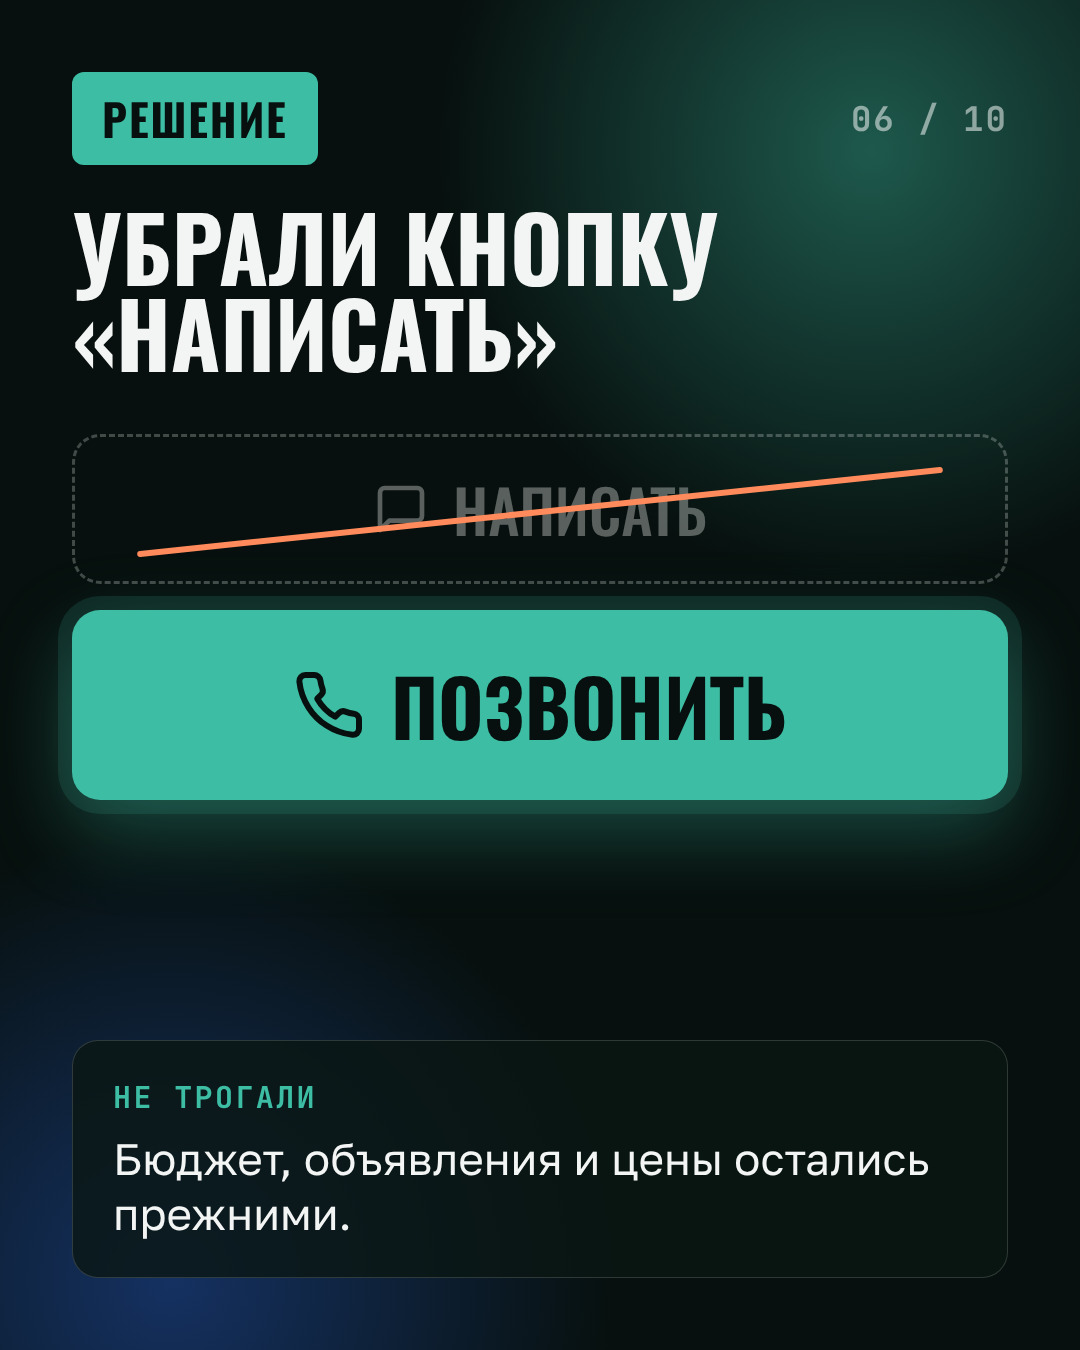 РЕШЕНИЕ
06 / 10
УБРАЛИ КНОПКУ
«НАПИСАТЬ»
НАПИСАТЬ
ПОЗВОНИТЬ
НЕ ТРОГАЛИ
Бюджет, объявления и цены остались
прежними.